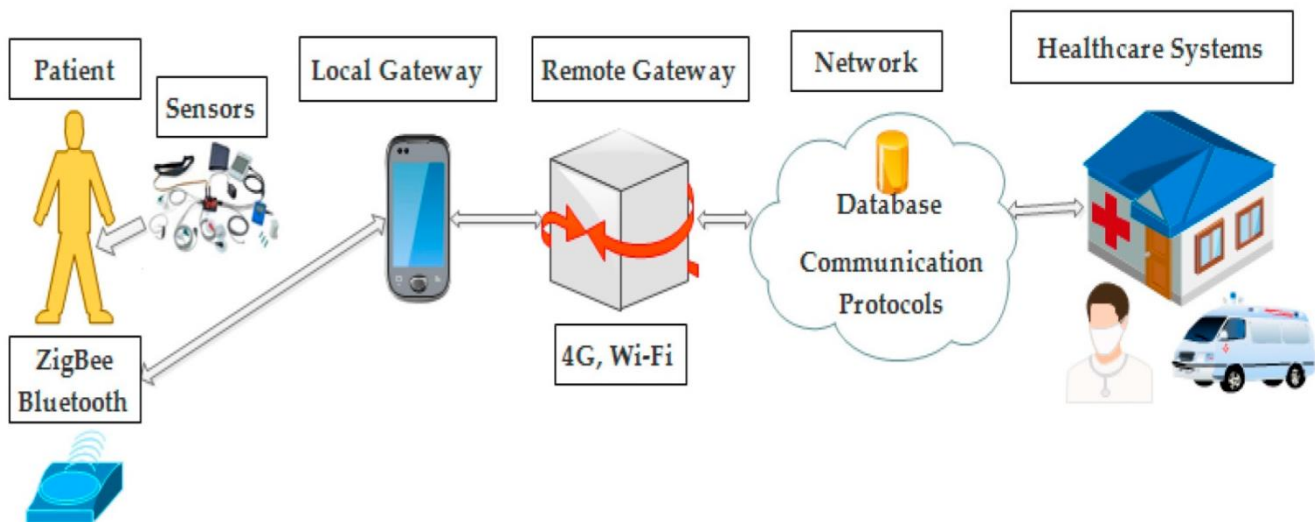 Patient
Sensors
Local Gateway
Remote Gateway
Network
Healthcare Systems
Database
Communication
Protocols
ZigBee
Bluetooth
4G, Wi-Fi